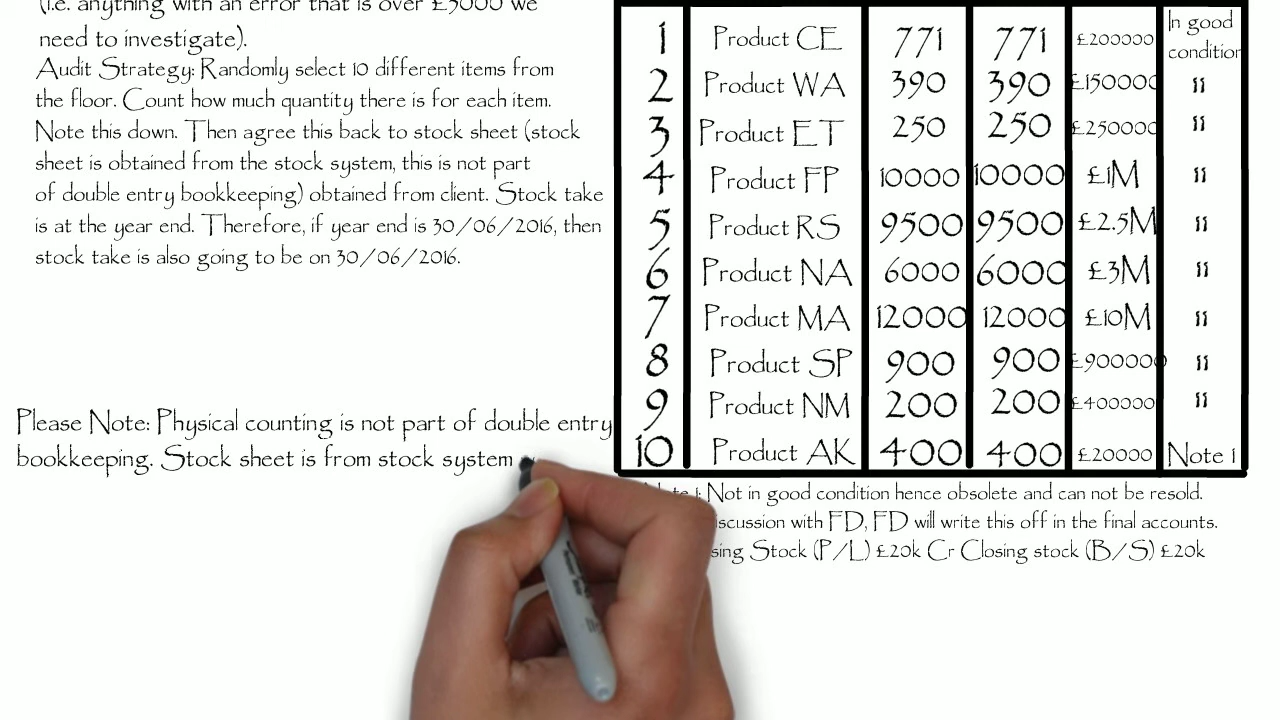 (i.e. anything with an error that is over £5000 we
need to investigate).
Audit Strategy: Randomly select 10 different items from
the floor. Count how much quantity there is for each item.
Note this down. Then agree this back to stock sheet (stock
sheet is obtained from the stock system, this is not part
of double entry bookkeeping) obtained from client. Stock take
is at the year end. Therefore, if year end is 30/06/2016, then
stock take is also going to be on 30/06/2016.
Please Note: Physical counting is not part of double entry
bookkeeping. Stock sheet is from stock system
1 Product CE 771 771 £200000 In good condition
2 Product WA 390 390 £150000 "
3 Product ET 250 250 £250000 "
4 Product FP 10000 10000 £1M "
5 Product RS 9500 9500 £2.5M "
6 Product NA 6000 6000 £3M "
7 Product MA 12000 12000 £10M "
8 Product SP 900 900 £900000 "
9 Product NM 200 200 £400000 "
10 Product AK 400 400 £20000 Note 1
1: Not in good condition hence obsolete and can not be resold.
with FD, FD will write this off in the final accounts.
Stock (P/L) £20k Cr Closing stock (B/S) £20k